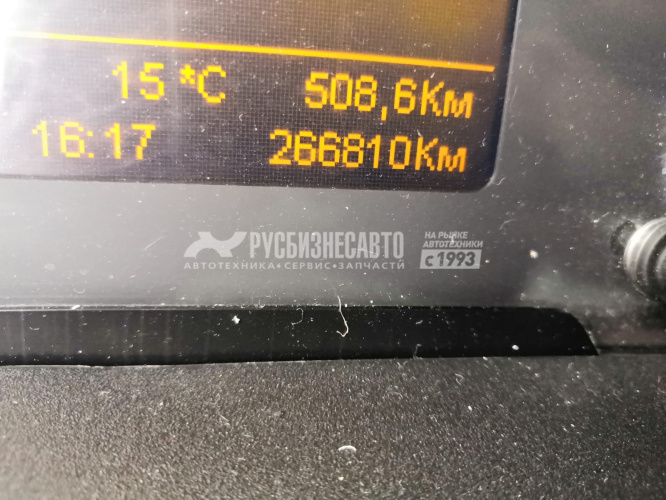 15 *C 508,6Км
16:17 266810Км
РУСБИЗНЕСАВТО
АВТОТЕХНИКА • СЕРВИС • ЗАПЧАСТИ
НА РЫНКЕ
АВТОТЕХНИКИ
с 1993